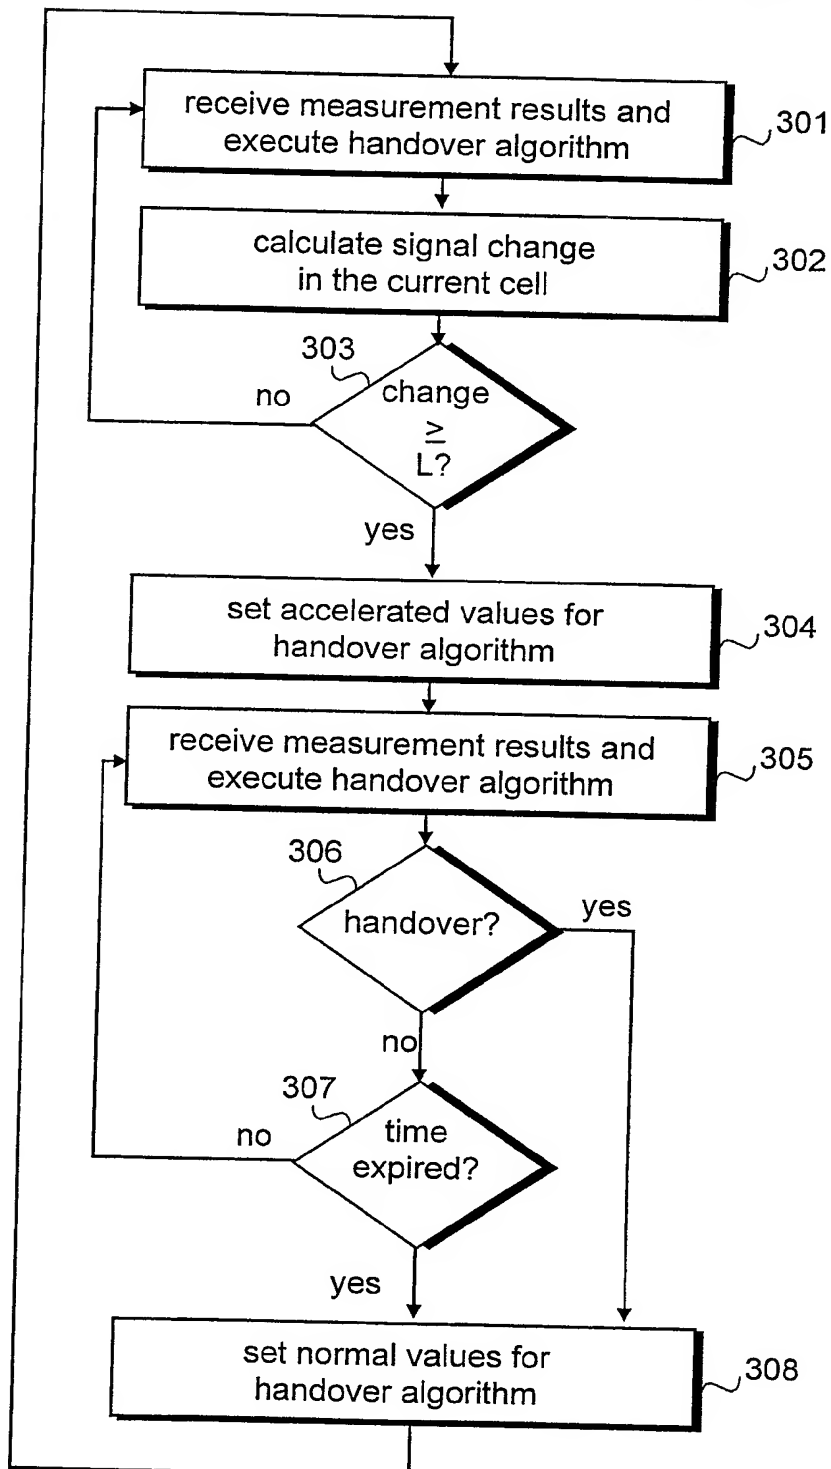 receive measurement results and
execute handover algorithm
301
calculate signal change
in the current cell
302
303
change
≥
L?
no
yes
set accelerated values for
handover algorithm
304
receive measurement results and
execute handover algorithm
305
306
handover?
yes
no
307
time
expired?
no
yes
set normal values for
handover algorithm
308